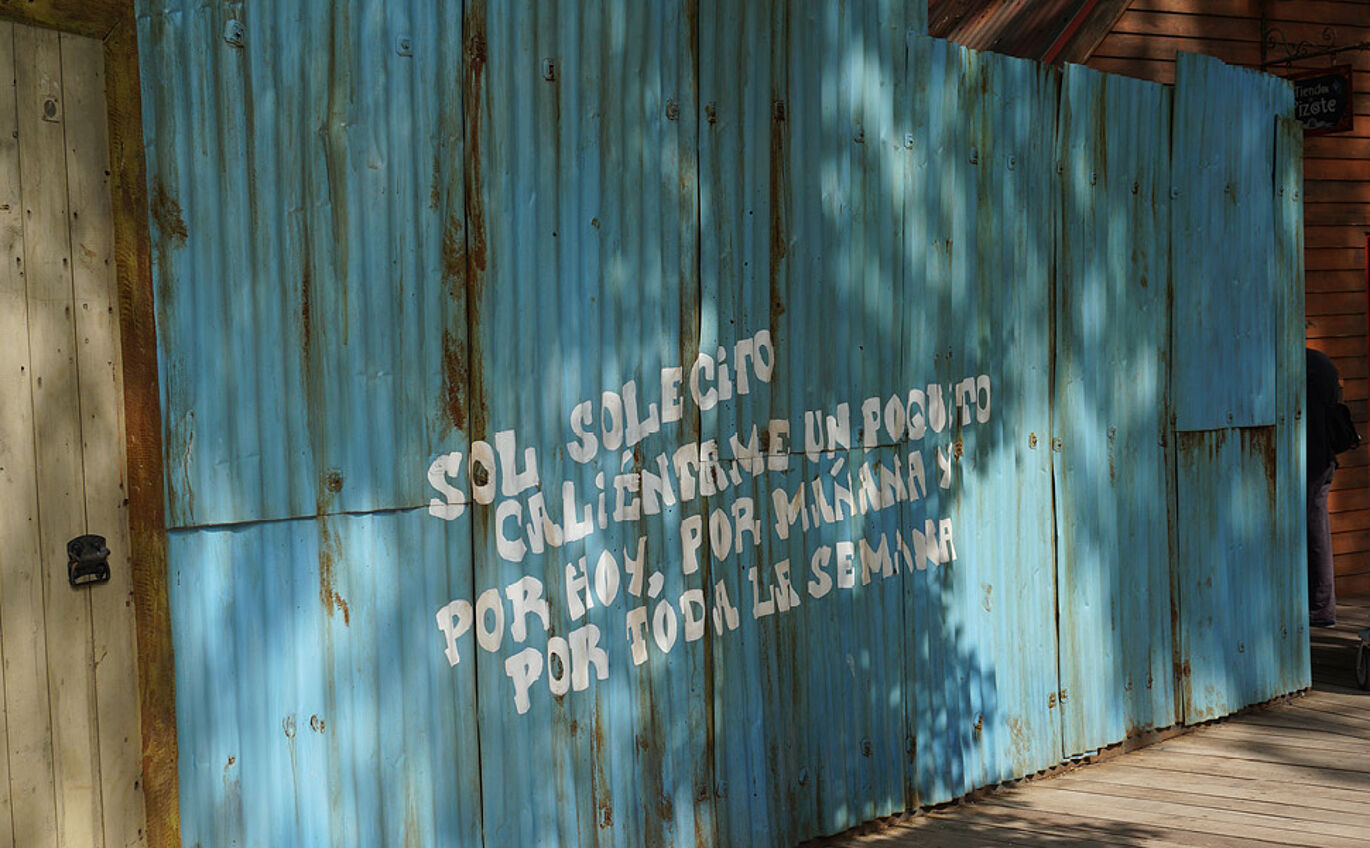 SOL SOLECiTO
CALiÉNTAME UN POQUiTO
POR HOY, POR MAÑANA Y
POR TODA LA SEMANA
Tienda
Pizote